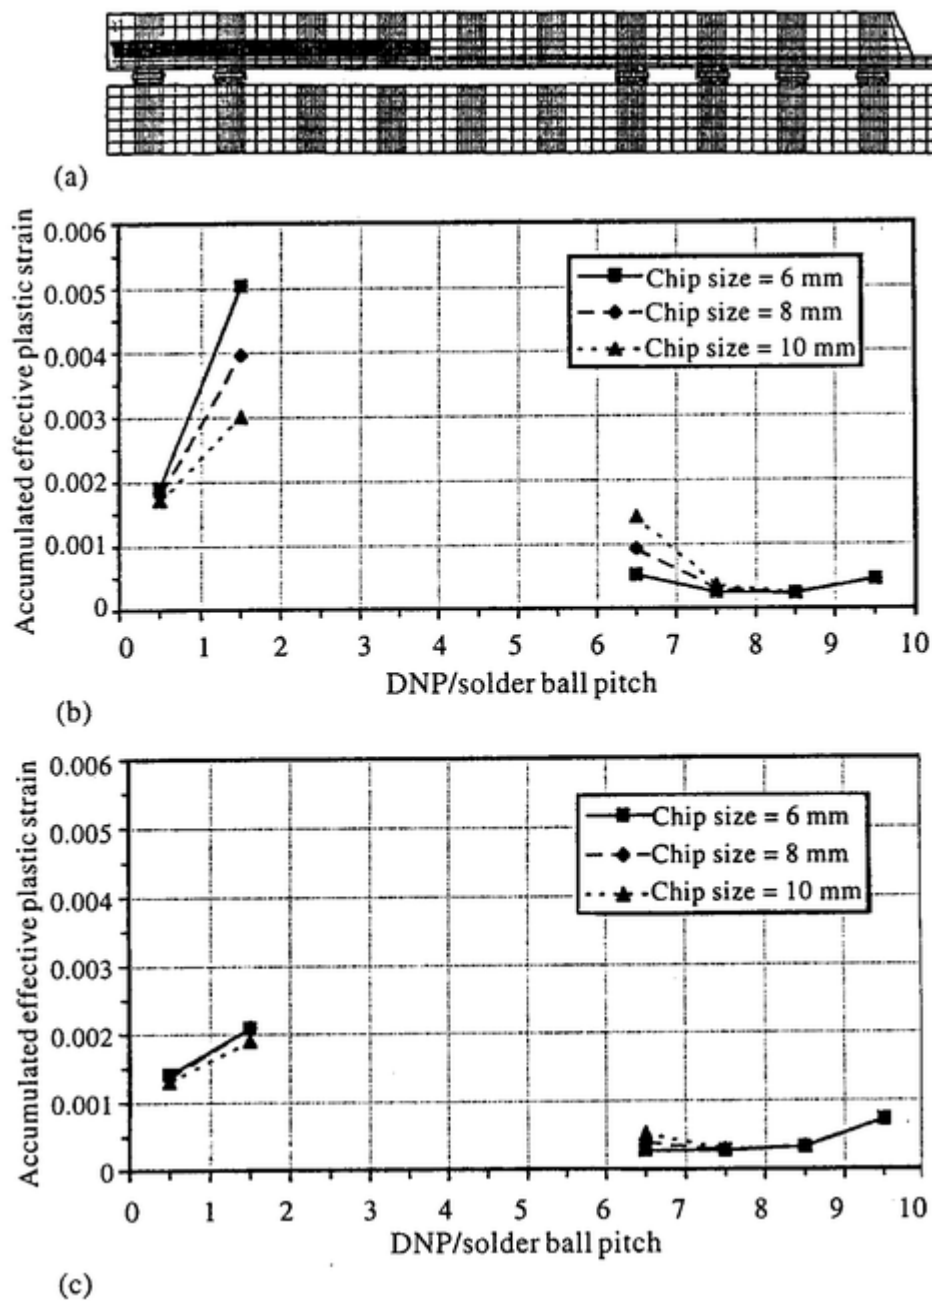 (a)
Accumulated effective plastic strain
0.006
0.005
0.004
0.003
0.002
0.001
0
Chip size = 6 mm
Chip size = 8 mm
Chip size = 10 mm
0 1 2 3 4 5 6 7 8 9 10
DNP/solder ball pitch
(b)
Accumulated effective plastic strain
0.006
0.005
0.004
0.003
0.002
0.001
0
Chip size = 6 mm
Chip size = 8 mm
Chip size = 10 mm
0 1 2 3 4 5 6 7 8 9 10
DNP/solder ball pitch
(c)